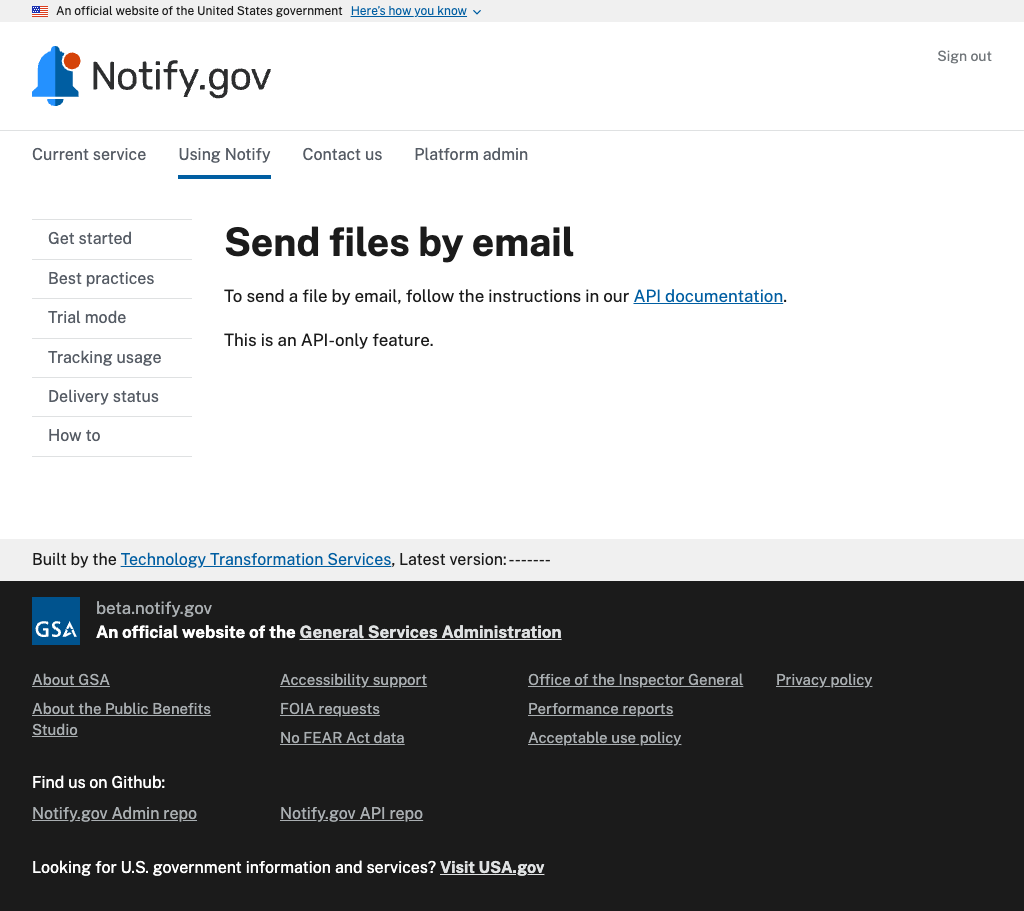 An official website of the United States government Here's how you know
Notify.gov
Sign out
Current service Using Notify Contact us Platform admin
Get started
Best practices
Trial mode
Tracking usage
Delivery status
How to
Send files by email
To send a file by email, follow the instructions in our API documentation.
This is an API-only feature.
Built by the Technology Transformation Services, Latest version: -------
GSA
beta.notify.gov
An official website of the General Services Administration
About GSA
About the Public Benefits
Studio
Accessibility support
FOIA requests
No FEAR Act data
Office of the Inspector General
Performance reports
Acceptable use policy
Privacy policy
Find us on Github:
Notify.gov Admin repo Notify.gov API repo
Looking for U.S. government information and services? Visit USA.gov